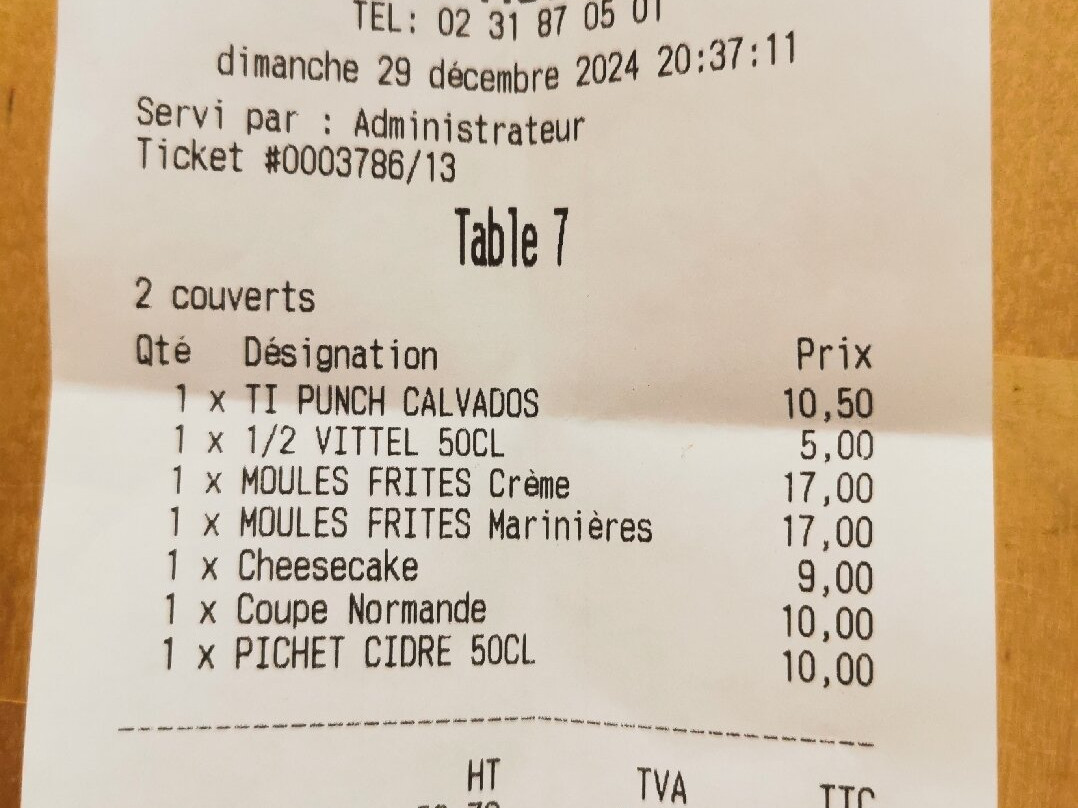 TEL: 02 31 87 05 01
dimanche 29 décembre 2024 20:37:11
Servi par : Administrateur
Ticket #0003786/13
Table 7
2 couverts
Qté Désignation Prix
1 x TI PUNCH CALVADOS 10,50
1 x 1/2 VITTEL 50CL 5,00
1 x MOULES FRITES Crème 17,00
1 x MOULES FRITES Marinières 17,00
1 x Cheesecake 9,00
1 x Coupe Normande 10,00
1 x PICHET CIDRE 50CL 10,00
HT TVA TTC